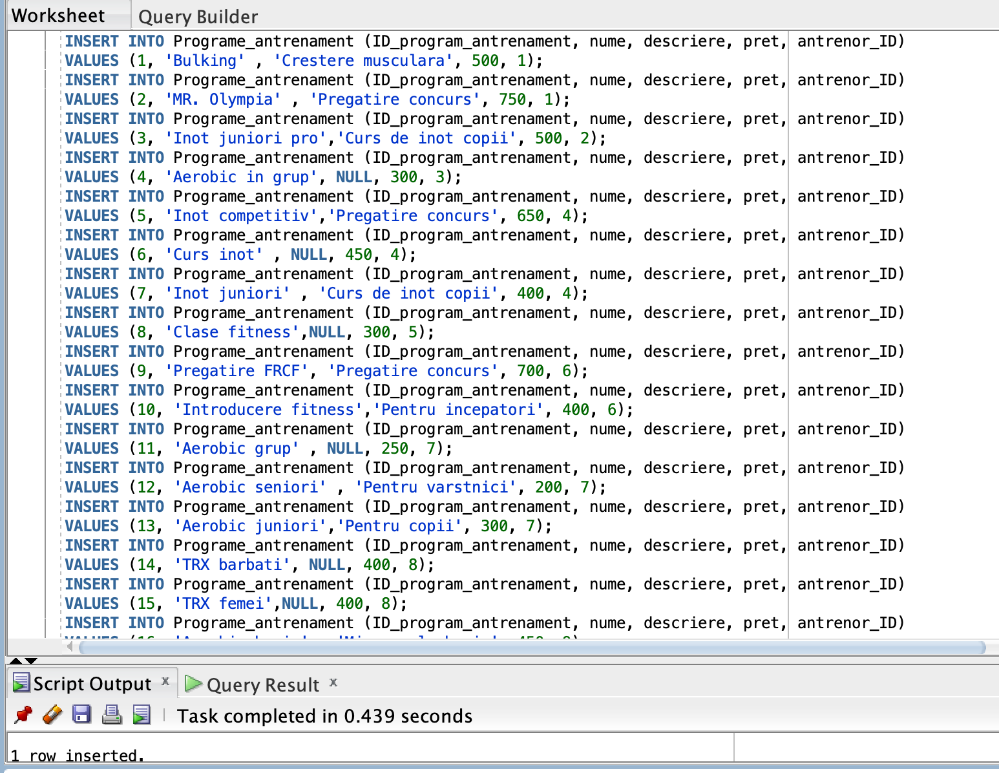 Worksheet Query Builder
INSERT INTO Programe_antrenament (ID_program_antrenament, nume, descriere, pret, antrenor_ID)
VALUES (1, 'Bulking' , 'Crestere musculara', 500, 1);
INSERT INTO Programe_antrenament (ID_program_antrenament, nume, descriere, pret, antrenor_ID)
VALUES (2, 'MR. Olympia' , 'Pregatire concurs', 750, 1);
INSERT INTO Programe_antrenament (ID_program_antrenament, nume, descriere, pret, antrenor_ID)
VALUES (3, 'Inot juniori pro','Curs de inot copii', 500, 2);
INSERT INTO Programe_antrenament (ID_program_antrenament, nume, descriere, pret, antrenor_ID)
VALUES (4, 'Aerobic in grup', NULL, 300, 3);
INSERT INTO Programe_antrenament (ID_program_antrenament, nume, descriere, pret, antrenor_ID)
VALUES (5, 'Inot competitiv','Pregatire concurs', 650, 4);
INSERT INTO Programe_antrenament (ID_program_antrenament, nume, descriere, pret, antrenor_ID)
VALUES (6, 'Curs inot' , NULL, 450, 4);
INSERT INTO Programe_antrenament (ID_program_antrenament, nume, descriere, pret, antrenor_ID)
VALUES (7, 'Inot juniori' , 'Curs de inot copii', 400, 4);
INSERT INTO Programe_antrenament (ID_program_antrenament, nume, descriere, pret, antrenor_ID)
VALUES (8, 'Clase fitness',NULL, 300, 5);
INSERT INTO Programe_antrenament (ID_program_antrenament, nume, descriere, pret, antrenor_ID)
VALUES (9, 'Pregatire FRCF', 'Pregatire concurs', 700, 6);
INSERT INTO Programe_antrenament (ID_program_antrenament, nume, descriere, pret, antrenor_ID)
VALUES (10, 'Introducere fitness','Pentru incepatori', 400, 6);
INSERT INTO Programe_antrenament (ID_program_antrenament, nume, descriere, pret, antrenor_ID)
VALUES (11, 'Aerobic grup' , NULL, 250, 7);
INSERT INTO Programe_antrenament (ID_program_antrenament, nume, descriere, pret, antrenor_ID)
VALUES (12, 'Aerobic seniori' , 'Pentru varstnici', 200, 7);
INSERT INTO Programe_antrenament (ID_program_antrenament, nume, descriere, pret, antrenor_ID)
VALUES (13, 'Aerobic juniori','Pentru copii', 300, 7);
INSERT INTO Programe_antrenament (ID_program_antrenament, nume, descriere, pret, antrenor_ID)
VALUES (14, 'TRX barbati', NULL, 400, 8);
INSERT INTO Programe_antrenament (ID_program_antrenament, nume, descriere, pret, antrenor_ID)
VALUES (15, 'TRX femei',NULL, 400, 8);
INSERT INTO Programe_antrenament (ID_program_antrenament, nume, descriere, pret, antrenor_ID)
VALUES (16,
Script Output x Query Result x
Task completed in 0.439 seconds
1 row inserted.